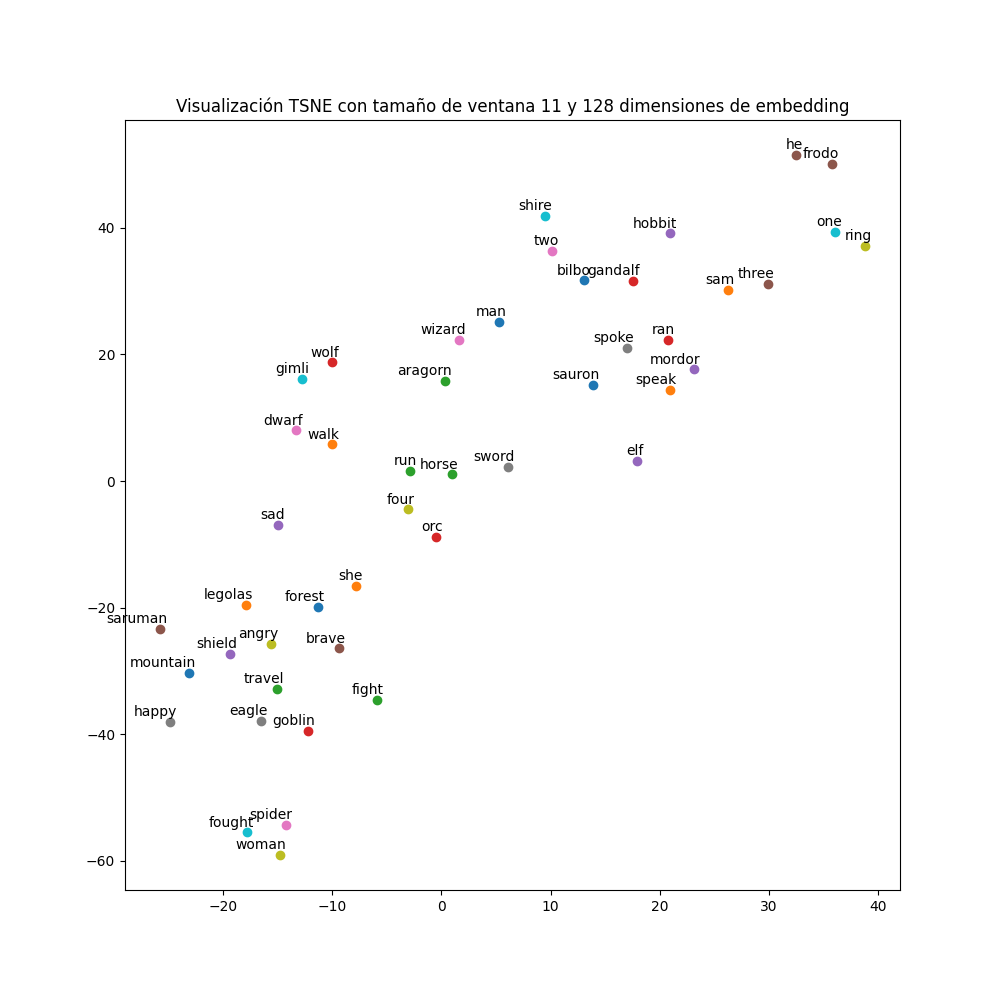 Visualización TSNE con tamaño de ventana 11 y 128 dimensiones de embedding
he
frodo
shire
hobbit
one
ring
two
bilbo
gandalf
sam
three
man
wizard
spoke
ran
wolf
gimli
aragorn
sauron
mordor
speak
dwarf
walk
run
horse
sword
elf
four
sad
orc
she
legolas
forest
saruman
shield
angry
brave
mountain
travel
fight
happy
eagle
goblin
fought
spider
woman
40
20
0
−20
−40
−60
−20
−10
0
10
20
30
40